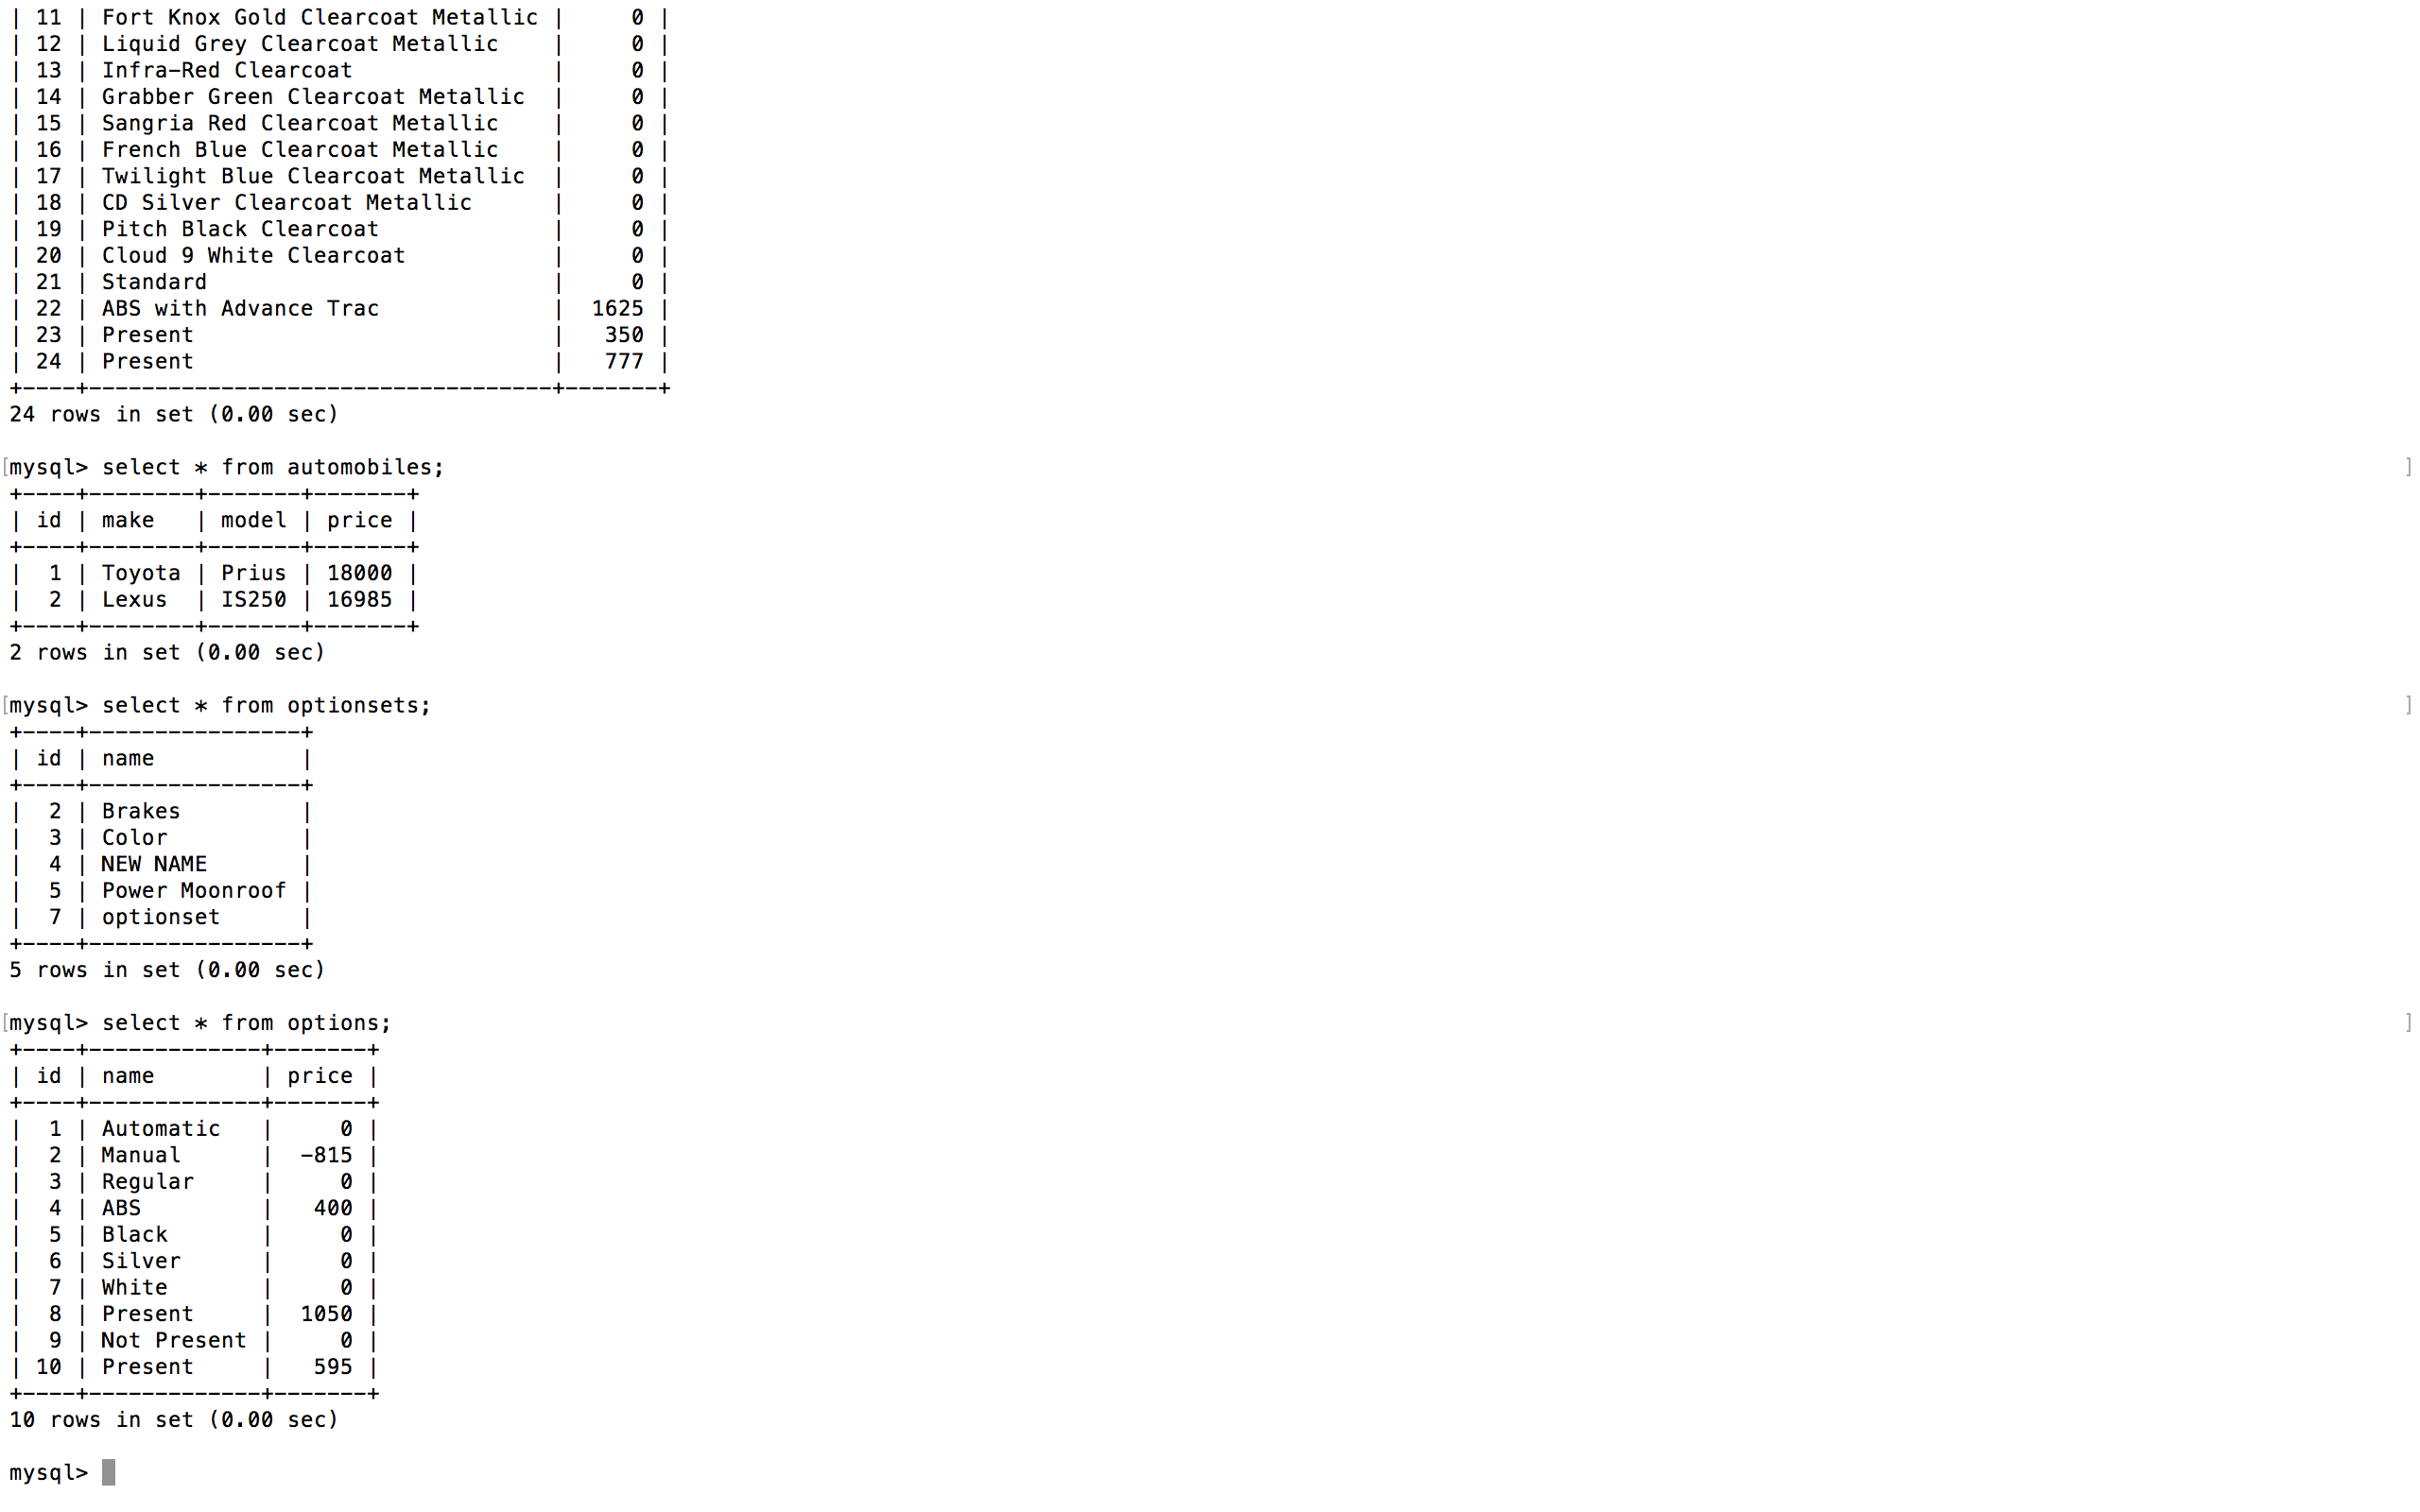 | 11 | Fort Knox Gold Clearcoat Metallic |     0 |
| 12 | Liquid Grey Clearcoat Metallic    |     0 |
| 13 | Infra-Red Clearcoat               |     0 |
| 14 | Grabber Green Clearcoat Metallic  |     0 |
| 15 | Sangria Red Clearcoat Metallic    |     0 |
| 16 | French Blue Clearcoat Metallic    |     0 |
| 17 | Twilight Blue Clearcoat Metallic  |     0 |
| 18 | CD Silver Clearcoat Metallic      |     0 |
| 19 | Pitch Black Clearcoat             |     0 |
| 20 | Cloud 9 White Clearcoat           |     0 |
| 21 | Standard                          |     0 |
| 22 | ABS with Advance Trac             |  1625 |
| 23 | Present                           |   350 |
| 24 | Present                           |   777 |
+----+-----------------------------------+-------+
24 rows in set (0.00 sec)

[mysql> select * from automobiles; ]
+----+--------+-------+-------+
| id | make   | model | price |
+----+--------+-------+-------+
|  1 | Toyota | Prius | 18000 |
|  2 | Lexus  | IS250 | 16985 |
+----+--------+-------+-------+
2 rows in set (0.00 sec)

[mysql> select * from optionsets; ]
+----+----------------+
| id | name           |
+----+----------------+
|  2 | Brakes         |
|  3 | Color          |
|  4 | NEW NAME       |
|  5 | Power Moonroof |
|  7 | optionset      |
+----+----------------+
5 rows in set (0.00 sec)

[mysql> select * from options; ]
+----+-------------+-------+
| id | name        | price |
+----+-------------+-------+
|  1 | Automatic   |     0 |
|  2 | Manual      |  -815 |
|  3 | Regular     |     0 |
|  4 | ABS         |   400 |
|  5 | Black       |     0 |
|  6 | Silver      |     0 |
|  7 | White       |     0 |
|  8 | Present     |  1050 |
|  9 | Not Present |     0 |
| 10 | Present     |   595 |
+----+-------------+-------+
10 rows in set (0.00 sec)

mysql>